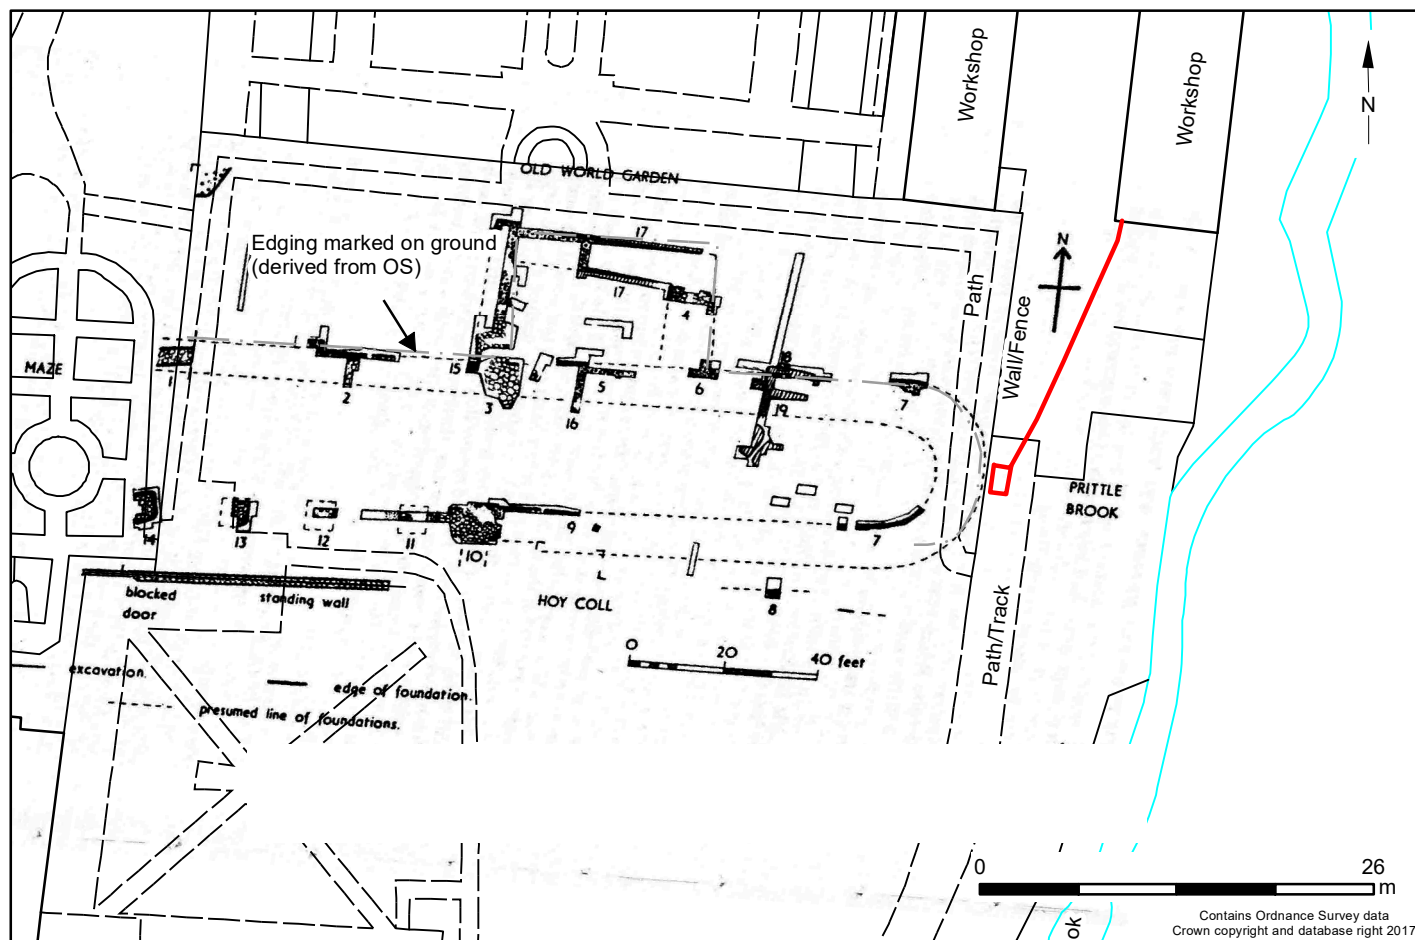 Workshop
Workshop
N
OLD WORLD GARDEN
Edging marked on ground
(derived from OS)
17
17
4
N
Path
Wall/Fence
MAZE
1
2
15
3
5
16
6
18
19
7
PRITTLE
BROOK
14
13
12
11
10
9
7
blocked
door
standing wall
HOY COLL
8
Path/Track
0 20 40 feet
excavation.
edge of foundation.
presumed line of foundations.
0 26
m
Contains Ordnance Survey data
Crown copyright and database right 2017
ok